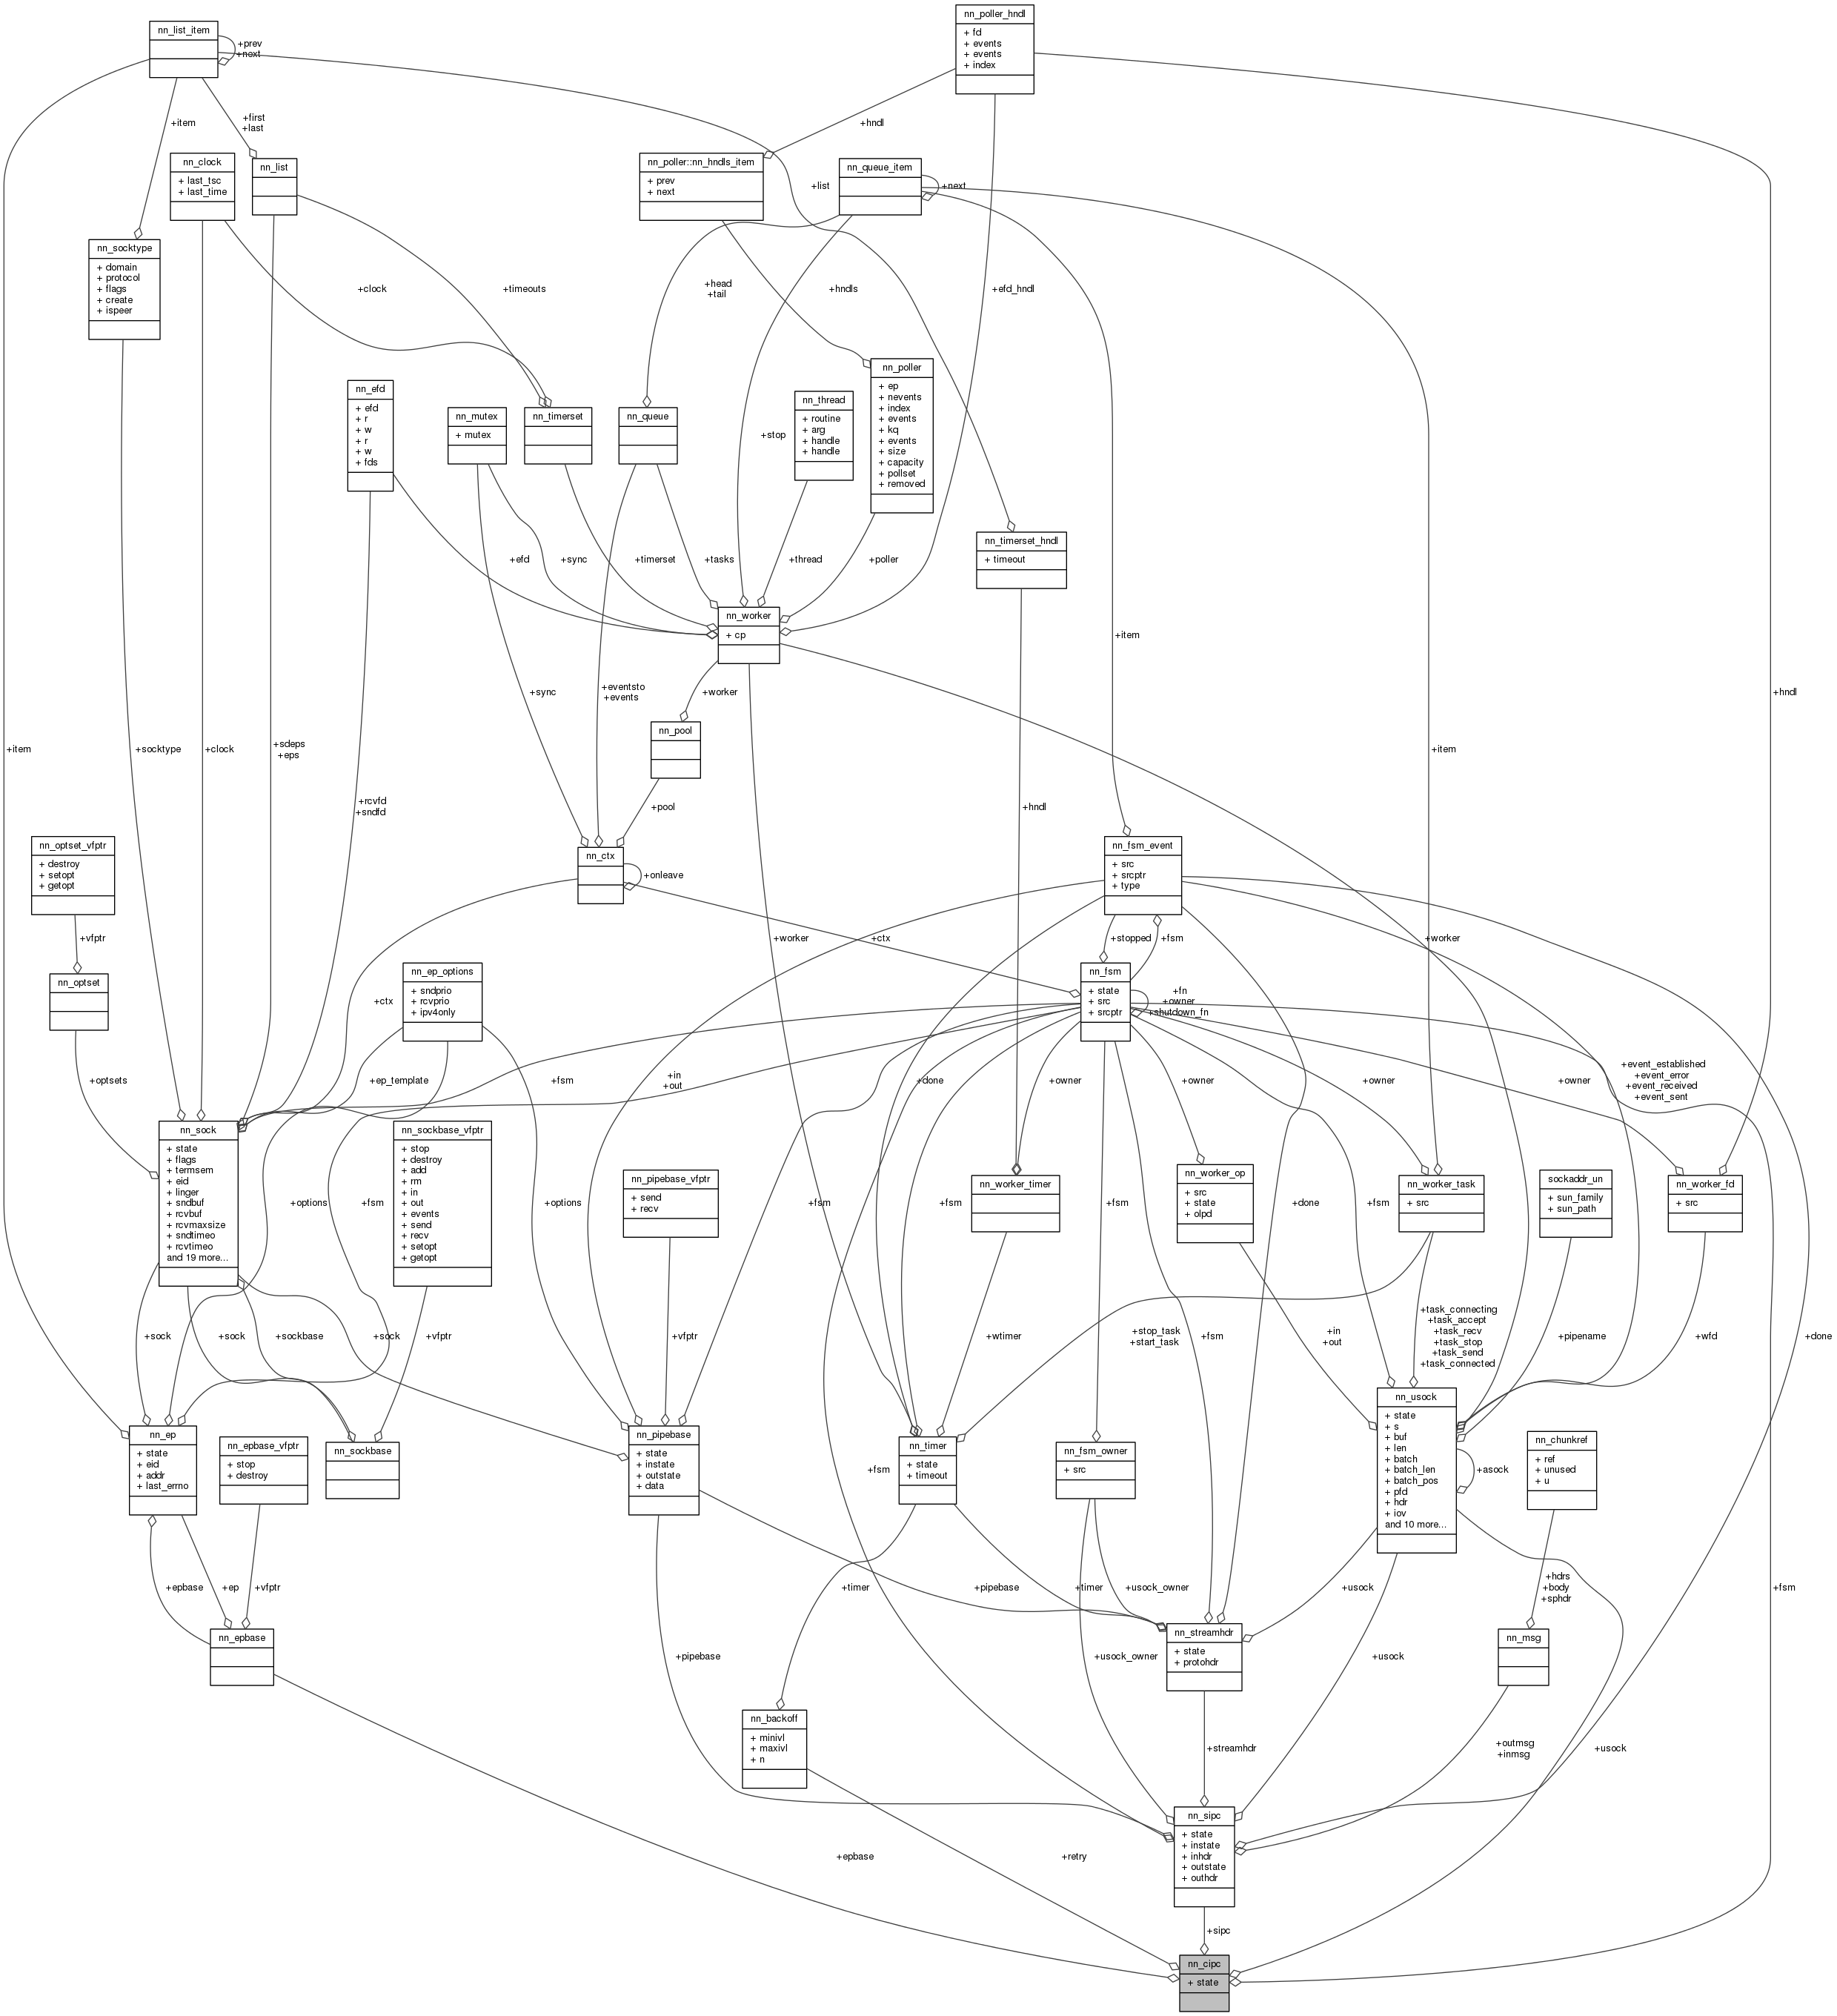 nn_list_item
+prev
+next
nn_poller_hndl
+ fd
+ events
+ events
+ index
+item
+first
+last
+hndl
nn_clock
+ last_tsc
+ last_time
nn_list
nn_poller::nn_hndls_item
+ prev
+ next
nn_queue_item
+next
+list
nn_socktype
+ domain
+ protocol
+ flags
+ create
+ ispeer
+clock
+timeouts
+head
+tail
+hndls
+efd_hndl
nn_efd
+ efd
+ r
+ w
+ r
+ w
+ fds
nn_mutex
+ mutex
nn_timerset
nn_queue
nn_thread
+ routine
+ arg
+ handle
+ handle
nn_poller
+ ep
+ nevents
+ index
+ events
+ kq
+ events
+ size
+ capacity
+ pollset
+ removed
+stop
nn_timerset_hndl
+ timeout
+efd
+sync
+timerset
+tasks
+thread
+poller
nn_worker
+ cp
+item
+sync
+eventsto
+events
+worker
+hndl
nn_pool
+item
+socktype
+clock
+sdeps
+eps
+item
+rcvfd
+sndfd
+pool
+hndl
nn_optset_vfptr
+ destroy
+ setopt
+ getopt
nn_ctx
+onleave
nn_fsm_event
+ src
+ srcptr
+ type
+vfptr
+ctx
+worker
+stopped
+fsm
+worker
nn_optset
+ctx
nn_ep_options
+ sndprio
+ rcvprio
+ ipv4only
nn_fsm
+ state
+ src
+ srcptr
+fn
+owner
+shutdown_fn
+optsets
+ep_template
+fsm
+in
+out
+done
+owner
+owner
+owner
+owner
+event_established
+event_error
+event_received
+event_sent
nn_sock
+ state
+ flags
+ termsem
+ eid
+ linger
+ sndbuf
+ rcvbuf
+ rcvmaxsize
+ sndtimeo
+ rcvtimeo
and 19 more...
nn_sockbase_vfptr
+ stop
+ destroy
+ add
+ rm
+ in
+ out
+ events
+ send
+ recv
+ setopt
+ getopt
+options
+fsm
+options
nn_pipebase_vfptr
+ send
+ recv
+fsm
+fsm
nn_worker_timer
+fsm
nn_worker_op
+ src
+ state
+ olpd
+done
+fsm
nn_worker_task
+ src
sockaddr_un
+ sun_family
+ sun_path
nn_worker_fd
+ src
+sock
+sock
+sockbase
+sock
+vfptr
+vfptr
+wtimer
+stop_task
+start_task
+fsm
+in
+out
+task_connecting
+task_accept
+task_recv
+task_stop
+task_send
+task_connected
+pipename
+wfd
+done
nn_ep
+ state
+ eid
+ addr
+ last_errno
nn_epbase_vfptr
+ stop
+ destroy
nn_sockbase
nn_pipebase
+ state
+ instate
+ outstate
+ data
+fsm
nn_timer
+ state
+ timeout
nn_fsm_owner
+ src
nn_usock
+ state
+ s
+ buf
+ len
+ batch
+ batch_len
+ batch_pos
+ pfd
+ hdr
+ iov
and 10 more...
+asock
nn_chunkref
+ ref
+ unused
+ u
+epbase
+ep
+vfptr
+timer
+pipebase
+timer
+usock_owner
+usock
+hdrs
+body
+sphdr
+fsm
nn_epbase
+pipebase
+usock_owner
nn_streamhdr
+ state
+ protohdr
+usock
nn_msg
nn_backoff
+ minivl
+ maxivl
+ n
+streamhdr
+outmsg
+inmsg
+usock
nn_sipc
+ state
+ instate
+ inhdr
+ outstate
+ outhdr
+epbase
+retry
+sipc
nn_cipc
+ state